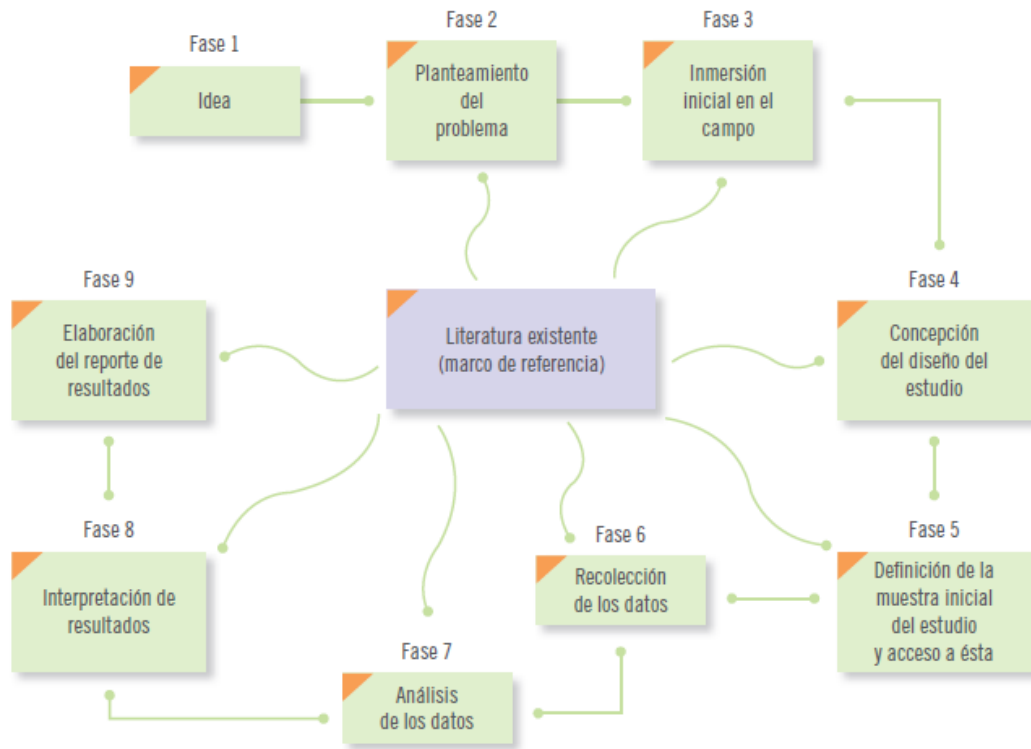 Fase 1
Idea
Fase 2
Planteamiento
del
problema
Fase 3
Inmersión
inicial en el
campo
Fase 9
Elaboración
del reporte de
resultados
Literatura existente
(marco de referencia)
Fase 4
Concepción
del diseño del
estudio
Fase 8
Interpretación de
resultados
Fase 7
Análisis
de los datos
Fase 6
Recolección
de los datos
Fase 5
Definición de la
muestra inicial
del estudio
y acceso a ésta